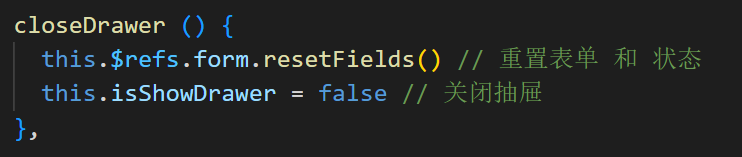 closeDrawer () {
  this.$refs.form.resetFields() // 重置表单 和 状态
  this.isShowDrawer = false // 关闭抽屉
},